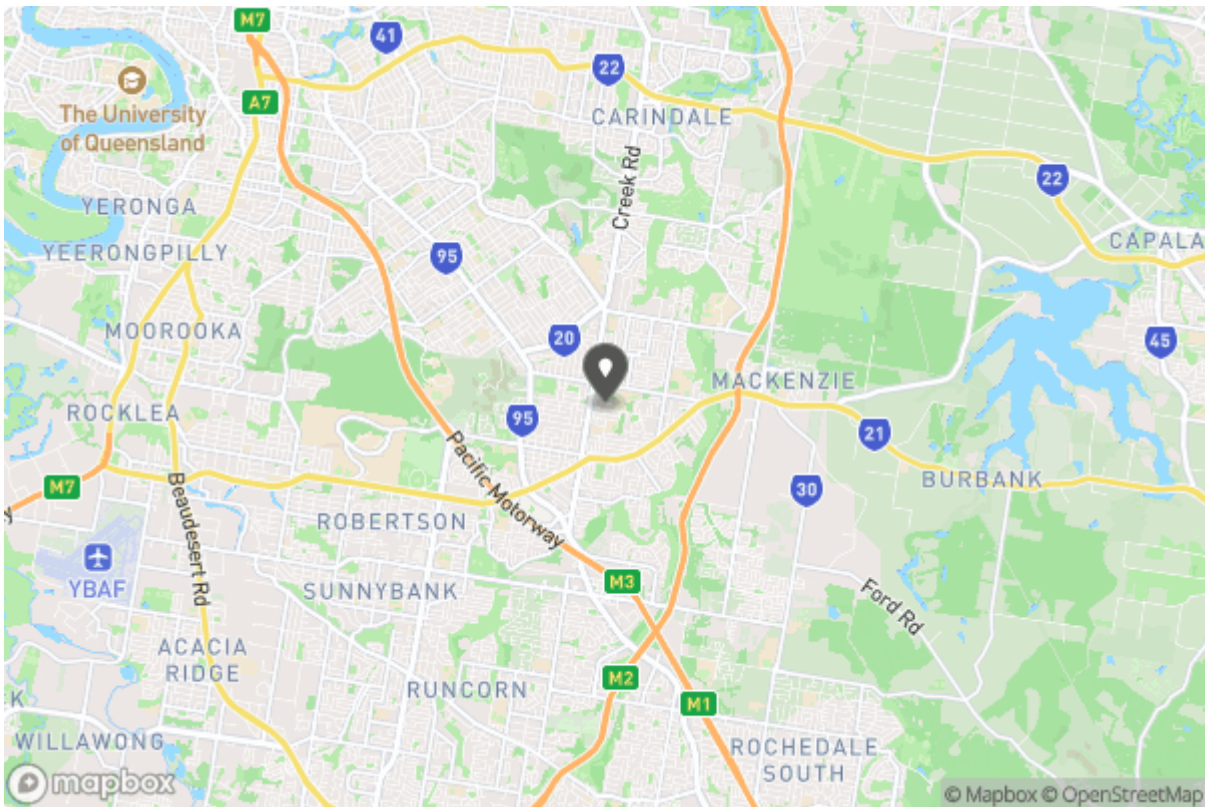 M7
41
22
The University
of Queensland
A7
CARINDALE
Creek Rd
22
YERONGA
YEERONGPILLY
95
CAPALA
MOOROOKA
20
45
MACKENZIE
ROCKLEA
95
21
Pacific Motorway
M7
BURBANK
30
Beaudesert Rd
ROBERTSON
YBAF
SUNNYBANK
M3
Ford Rd
ACACIA
RIDGE
M2
RUNCORN
K
M1
WILLAWONG
ROCHEDALE
SOUTH
mapbox
© Mapbox © OpenStreetMap